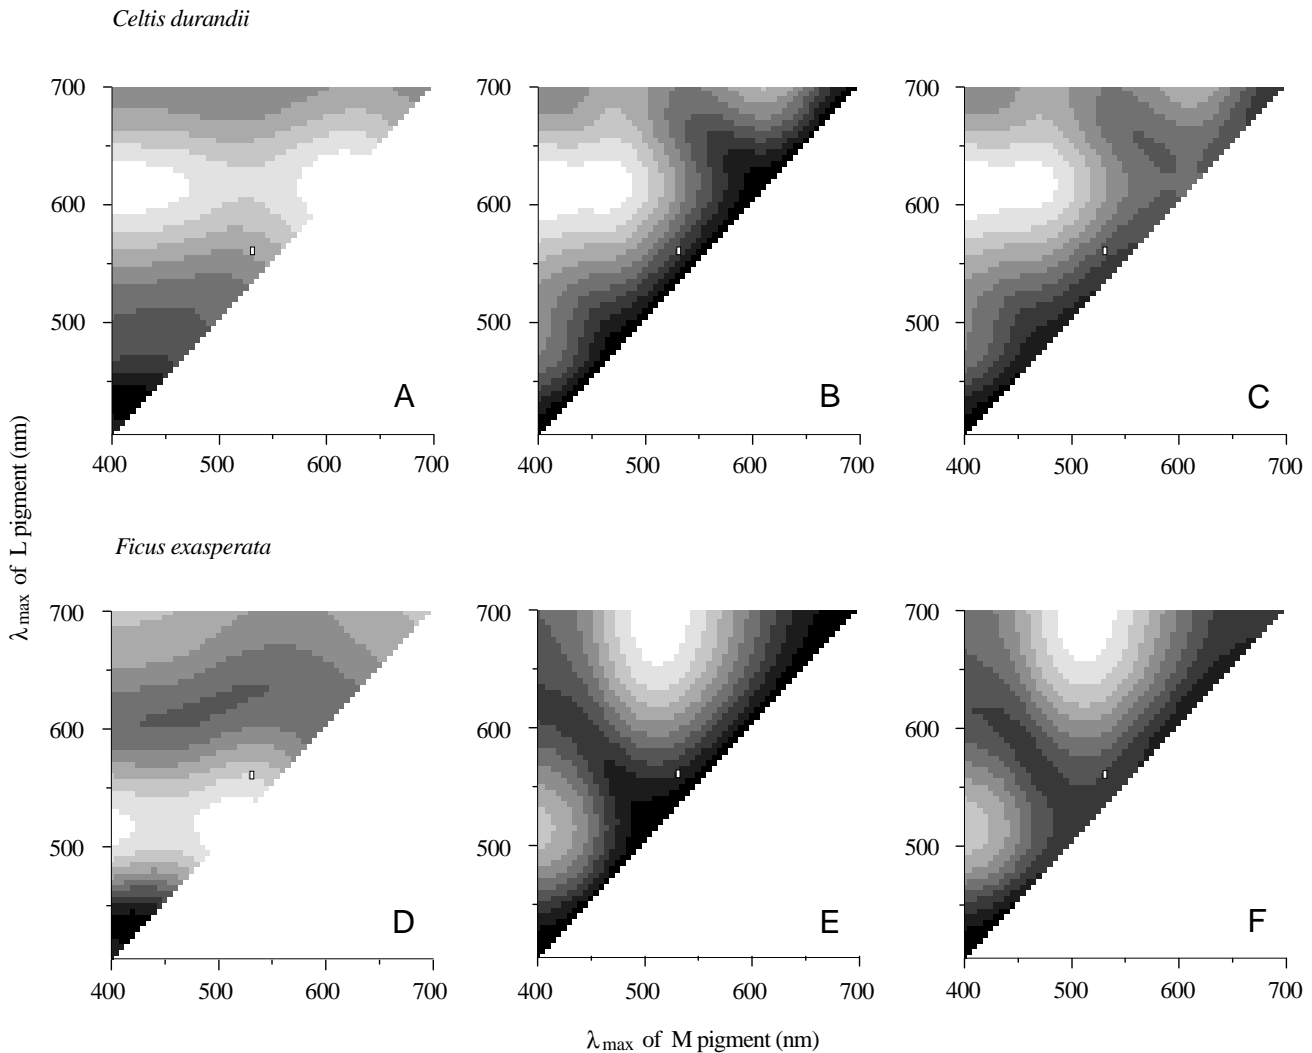 Celtis durandii
700 700 700
600 600 600
500 500 500
A B C
400 500 600 700 400 500 600 700 400 500 600 700
λmax of L pigment (nm)
Ficus exasperata
700 700 700
600 600 600
500 500 500
D E F
400 500 600 700 400 500 600 700 400 500 600 700
λmax of M pigment (nm)